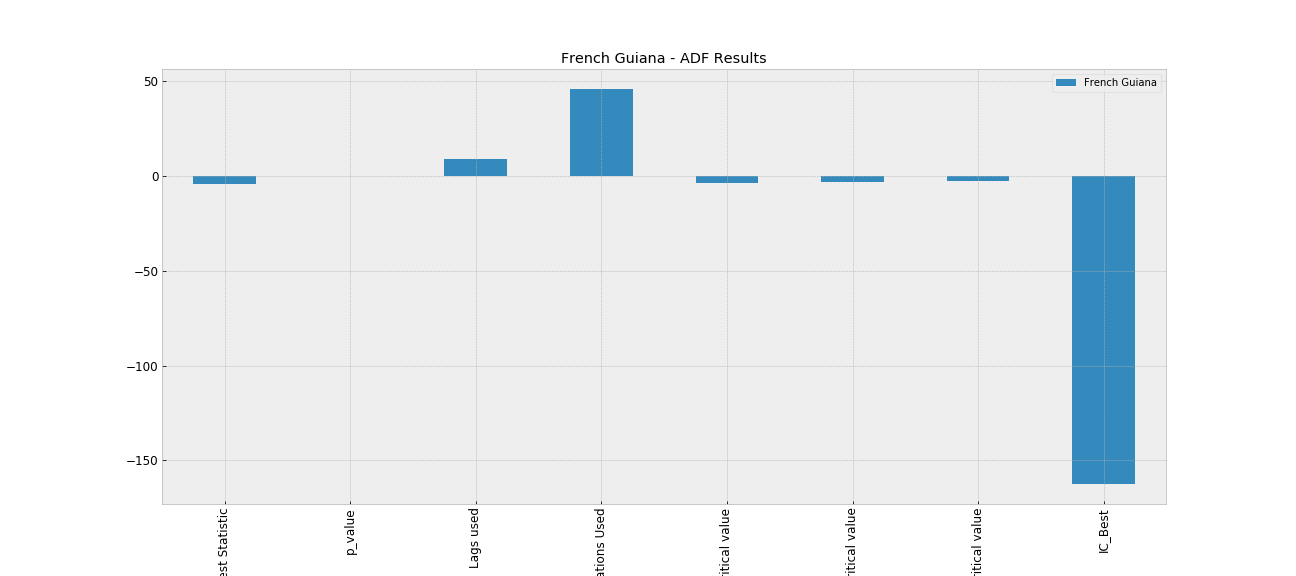 French Guiana - ADF Results
French Guiana
50
0
−50
−100
−150
est Statistic
p_value
Lags used
ations Used
ritical value
ritical value
ritical value
IC_Best